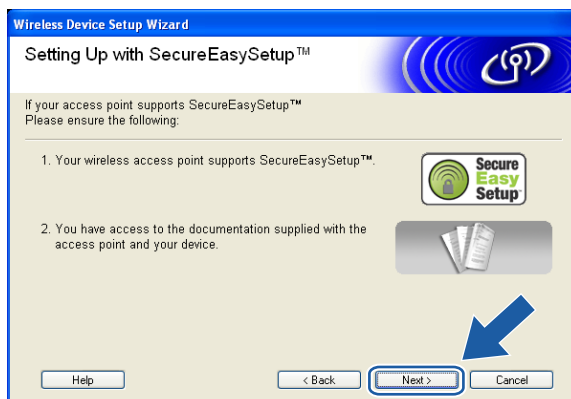 Wireless Device Setup Wizard
Setting Up with SecureEasySetup™
If your access point supports SecureEasySetup™
Please ensure the following:
1. Your wireless access point supports SecureEasySetup™.
Secure
Easy
Setup
2. You have access to the documentation supplied with the
access point and your device.
Help
< Back
Next >
Cancel